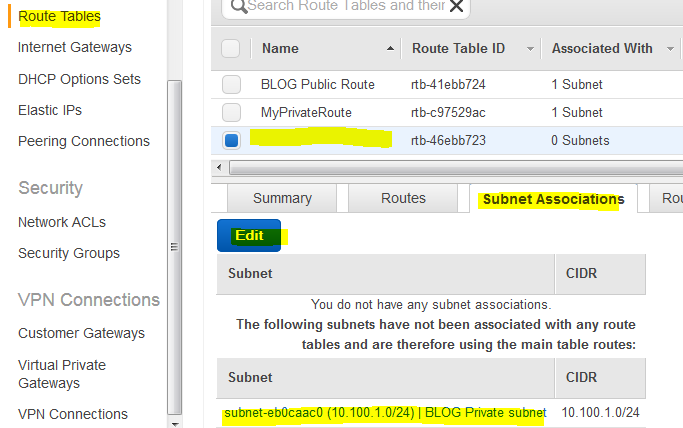 Route Tables
Internet Gateways
DHCP Options Sets
Elastic IPs
Peering Connections
Security
Network ACLs
Security Groups
VPN Connections
Customer Gateways
Virtual Private
Gateways
VPN Connections
Search Route Tables and their
Name Route Table ID Associated With
BLOG Public Route rtb-41ebb724 1 Subnet
MyPrivateRoute rtb-c97529ac 1 Subnet
rtb-46ebb723 0 Subnets
Summary Routes Subnet Associations Rou
Edit
Subnet CIDR
You do not have any subnet associations.
The following subnets have not been associated with any route
tables and are therefore using the main table routes:
Subnet CIDR
subnet-eb0caac0 (10.100.1.0/24) | BLOG Private subnet 10.100.1.0/24